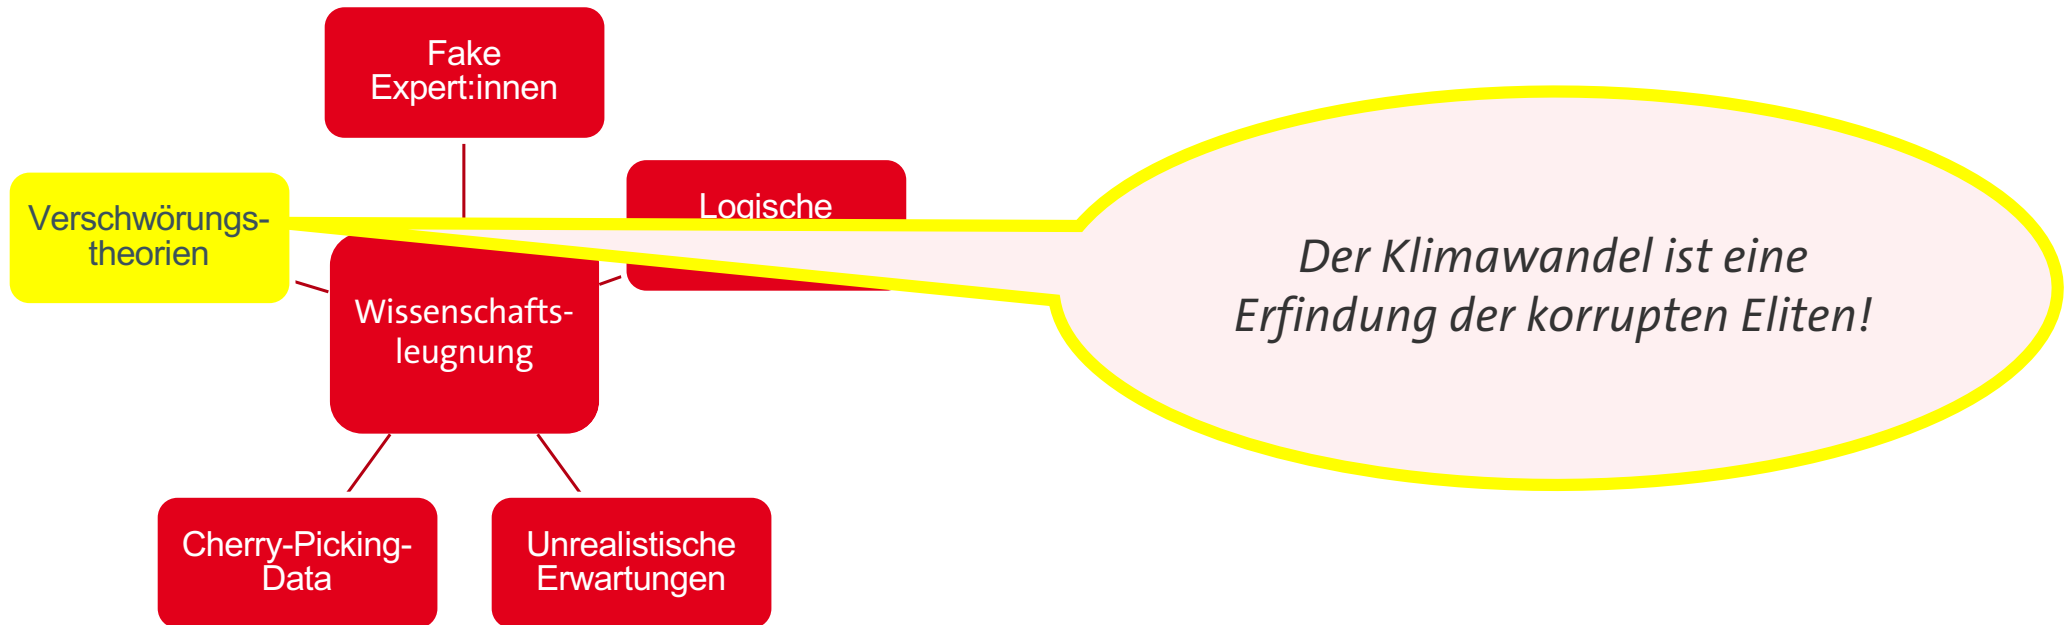 Fake
Expert:innen
Logische
Verschwörungs-
theorien
Wissenschafts-
leugnung
Cherry-Picking-
Data
Unrealistische
Erwartungen
Der Klimawandel ist eine
Erfindung der korrupten Eliten!